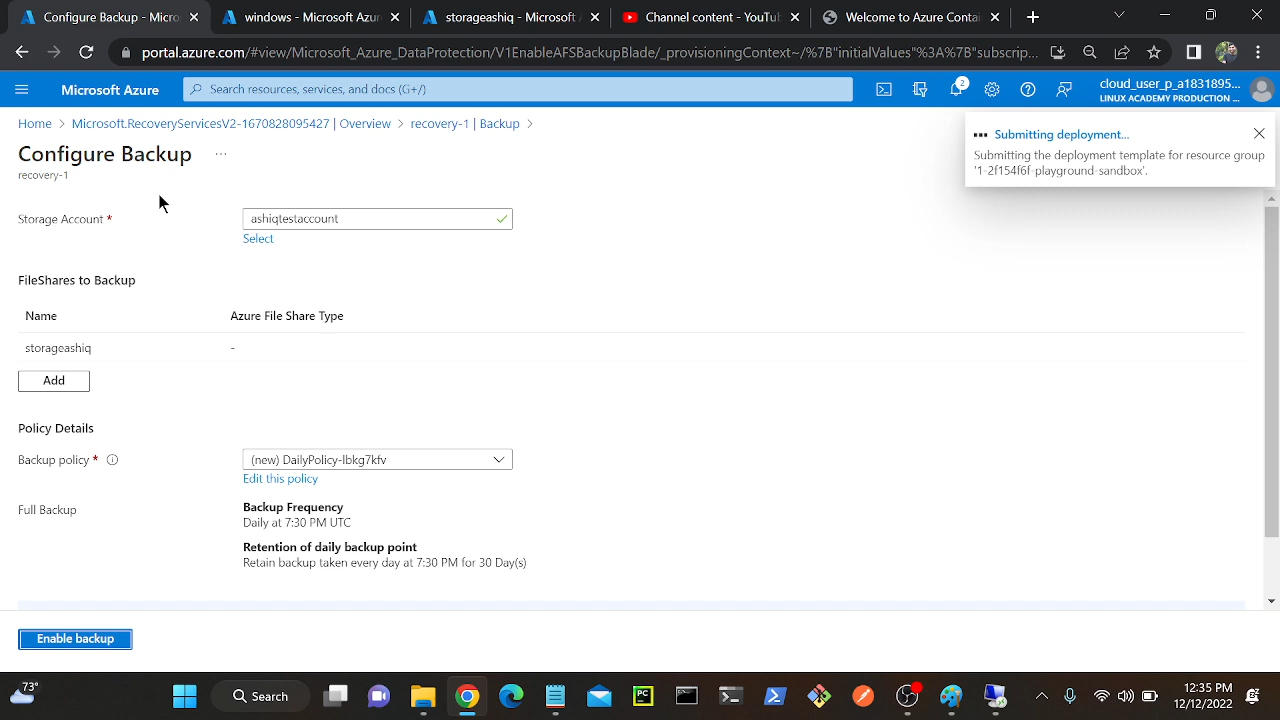 Configure Backup - Micro
windows - Microsoft Azur
storageashiq - Microsoft
Channel content - YouTub
Welcome to Azure Contai
portal.azure.com/#view/Microsoft_Azure_DataProtection/V1EnableAFSBackupBlade/_provisioningContext~/%7B"initialValues"%3A%7B"subscrip...
Microsoft Azure
Search resources, services, and docs (G+/)
2
cloud_user_p_a1831895...
LINUX ACADEMY PRODUCTION ...
Home > Microsoft.RecoveryServicesV2-1670828095427 | Overview > recovery-1 | Backup >
Configure Backup ...
recovery-1
Submitting deployment...
Submitting the deployment template for resource group
'1-2f154f6f-playground-sandbox'.
Storage Account *
ashiqtestaccount
Select
FileShares to Backup
Name
Azure File Share Type
storageashiq
-
Add
Policy Details
Backup policy *
(new) DailyPolicy-lbkg7kfv
Edit this policy
Full Backup
Backup Frequency
Daily at 7:30 PM UTC
Retention of daily backup point
Retain backup taken every day at 7:30 PM for 30 Day(s)
Enable backup
73°
Search
PC
12:35 PM
12/12/2022